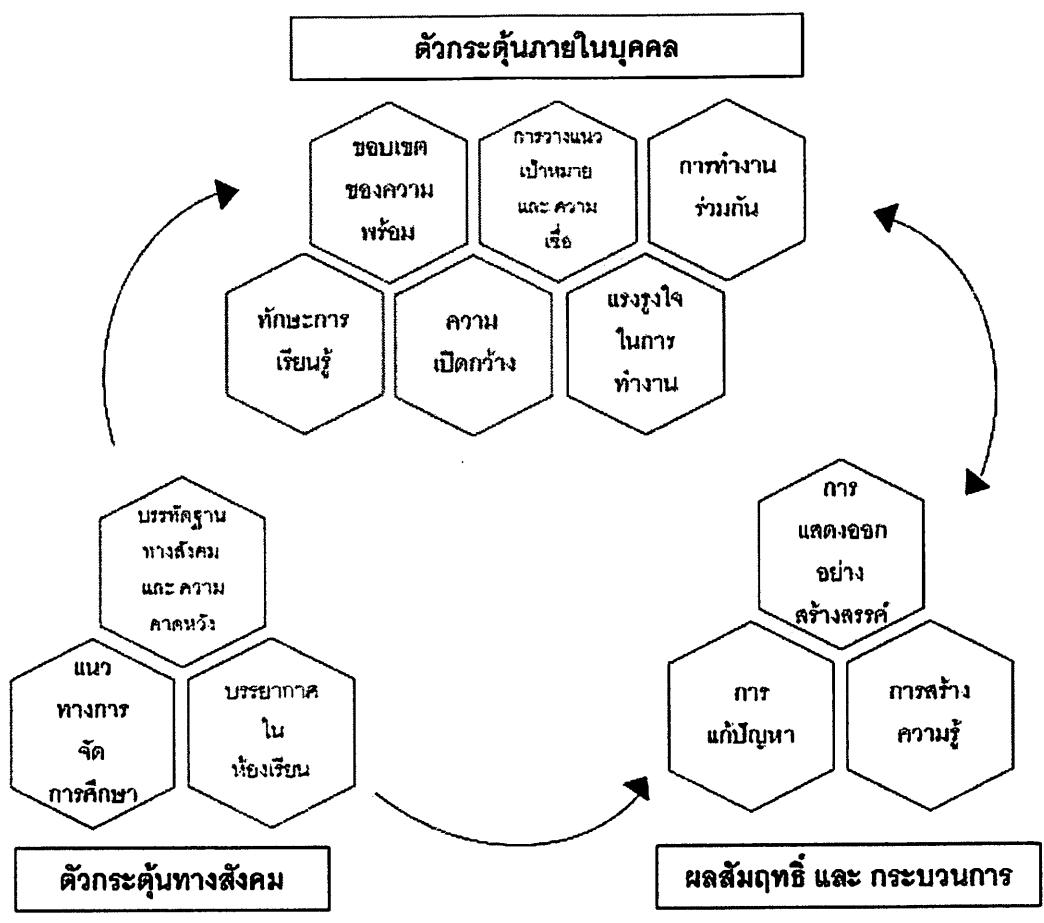 ตัวกระตุ้นภายในบุคคล
ขอบเขต
ของความ
พร้อม
การวางแนว
เป้าหมาย
และ ความ
เชื่อ
การทำงาน
ร่วมกัน
ทักษะการ
เรียนรู้
ความ
เปิดกว้าง
แรงรูงใจ
ในการ
ทำงาน
บรรทัดฐาน
ทางสังคม
และ ความ
คาดหวัง
แนว
ทางการ
จัด
การศึกษา
บรรยากาศ
ใน
ห้องเรียน
ตัวกระตุ้นทางสังคม
การ
แสดงออก
อย่าง
สร้างสรรค์
การ
แก้ปัญหา
การสร้าง
ความรู้
ผลสัมฤทธิ์ และ กระบวนการ